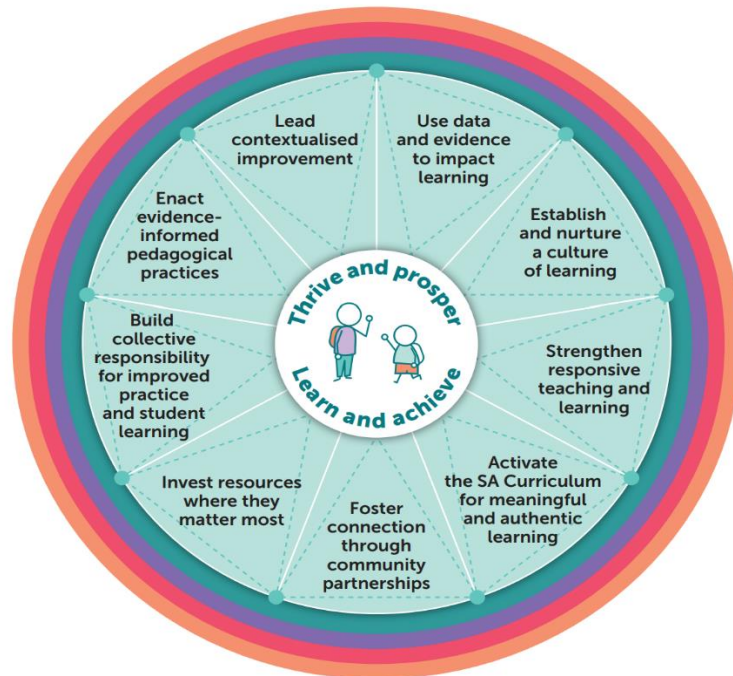 Lead
contextualised
improvement
Use data
and evidence
to impact
learning
Establish
and nurture
a culture
of learning
Strengthen
responsive
teaching and
learning
Activate
the SA Curriculum
for meaningful
and authentic
learning
Foster
connection
through
community
partnerships
Invest resources
where they
matter most
Build
collective
responsibility
for improved
practice
and student
learning
Enact
evidence-
informed
pedagogical
practices
Thrive and prosper
Learn and achieve